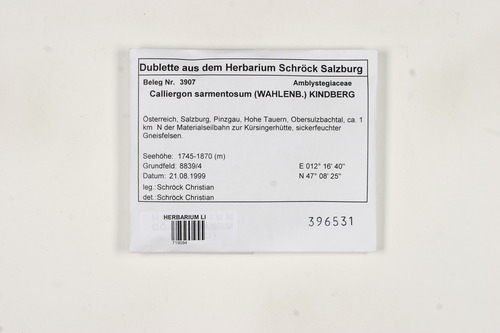 Dublette aus dem Herbarium Schröck Salzburg
Beleg Nr. 3907 Amblystegiaceae
Calliergon sarmentosum (WAHLENB.) KINDBERG
Österreich, Salzburg, Pinzgau, Hohe Tauern, Obersulzbachtal, ca. 1
km N der Materialseilbahn zur Kürsingerhütte, sickerfeuchter
Gneisfelsen.
Seehöhe: 1745-1870 (m)
Grundfeld: 8839/4 E 012° 16' 40"
Datum: 21.08.1999 N 47° 08' 25"
leg.: Schröck Christian
det.: Schröck Christian
HERBARIUM LI
719094
396531